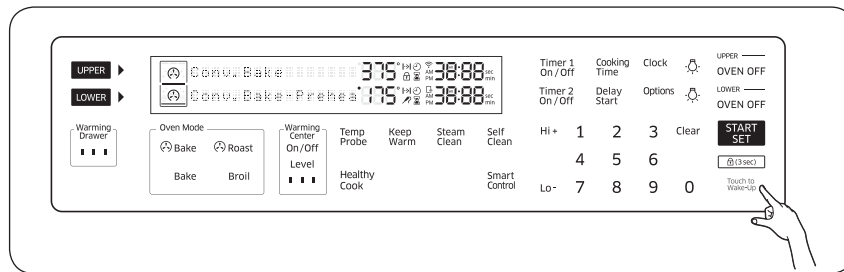 UPPER
LOWER
Conv. Bake 375° AM PM 38:88 sec min
Conv. Bake-Prehea 175° AM PM 38:88 sec min
Timer 1 On/Off
Cooking Time
Clock
UPPER
OVEN OFF
Timer 2 On/Off
Delay Start
Options
LOWER
OVEN OFF
Warming Drawer
Oven Mode
Bake Roast
Bake Broil
Warming Center
On/Off
Level
Temp Probe
Keep Warm
Steam Clean
Self Clean
Healthy Cook
Smart Control
Hi + 1 2 3 Clear
4 5 6
Lo - 7 8 9 0
START SET
(3 sec)
Touch to
Wake-Up